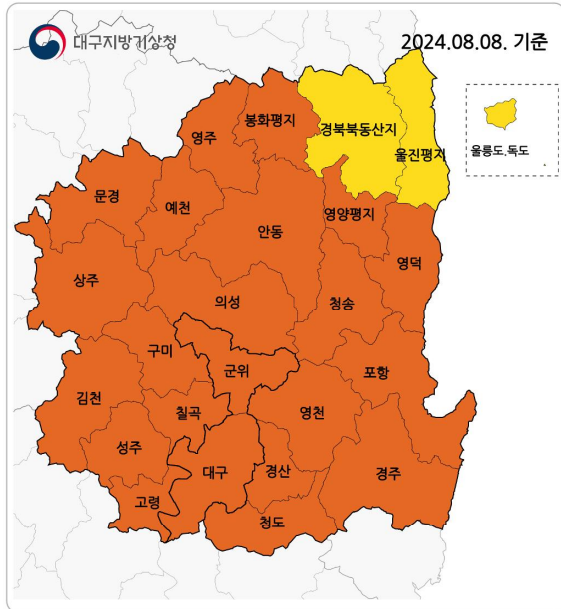 대구지방기상청
2024.08.08. 기준
봉화평지
영주
경북북동산지
울진평지
울릉도.독도
문경
예천
영양평지
안동
영덕
상주
의성
청송
구미
군위
포항
김천
칠곡
영천
성주
대구
경산
경주
고령
청도